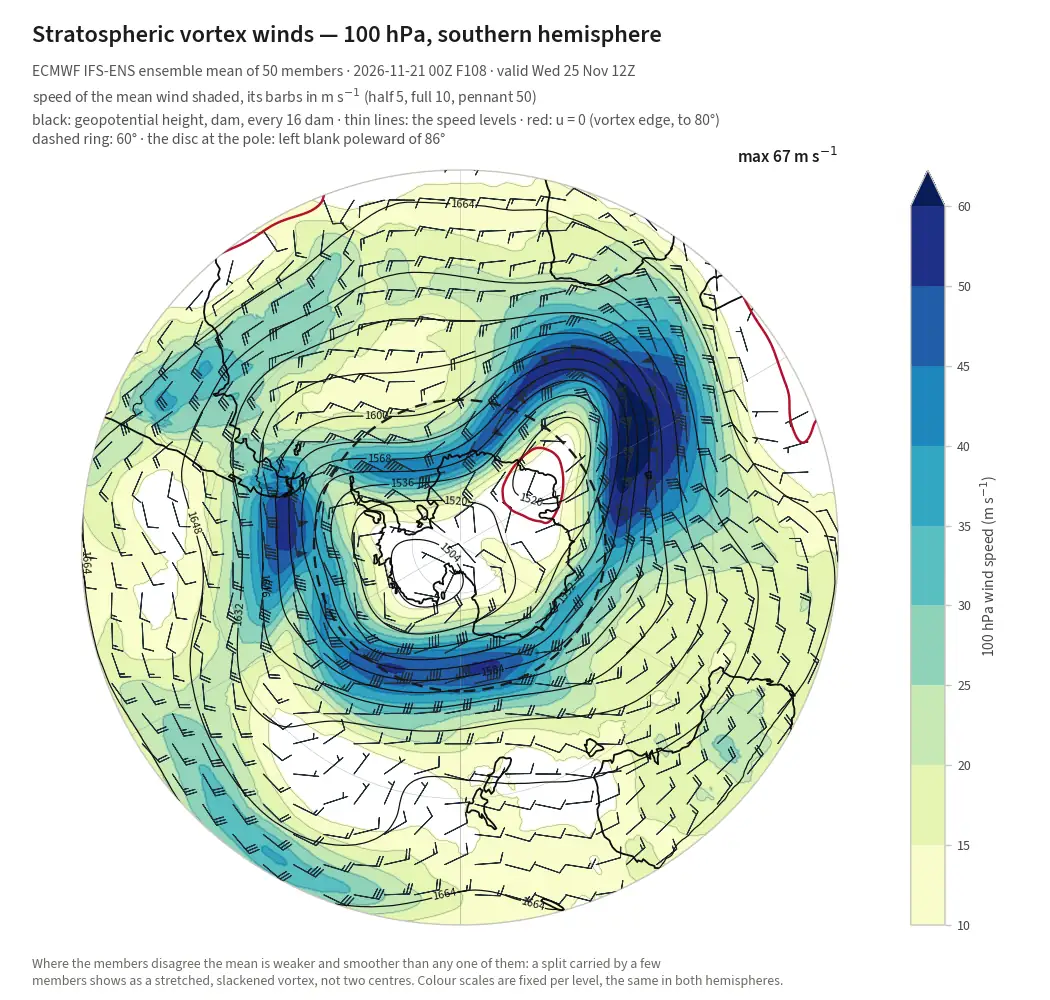 Stratospheric vortex winds — 100 hPa, southern hemisphere
ECMWF IFS-ENS ensemble mean of 50 members · 2026-11-21 00Z F108 · valid Wed 25 Nov 12Z
speed of the mean wind shaded, its barbs in m s⁻¹ (half 5, full 10, pennant 50)
black: geopotential height, dam, every 16 dam · thin lines: the speed levels · red: u = 0 (vortex edge, to 80°)
dashed ring: 60° · the disc at the pole: left blank poleward of 86°
max 67 m s⁻¹
1664
1600
1568
1536
1520
1520
1504
1648
1664
1632
1584
1664
1664
60
50
45
40
35
30
25
20
15
10
100 hPa wind speed (m s⁻¹)
Where the members disagree the mean is weaker and smoother than any one of them: a split carried by a few
members shows as a stretched, slackened vortex, not two centres. Colour scales are fixed per level, the same in both hemispheres.